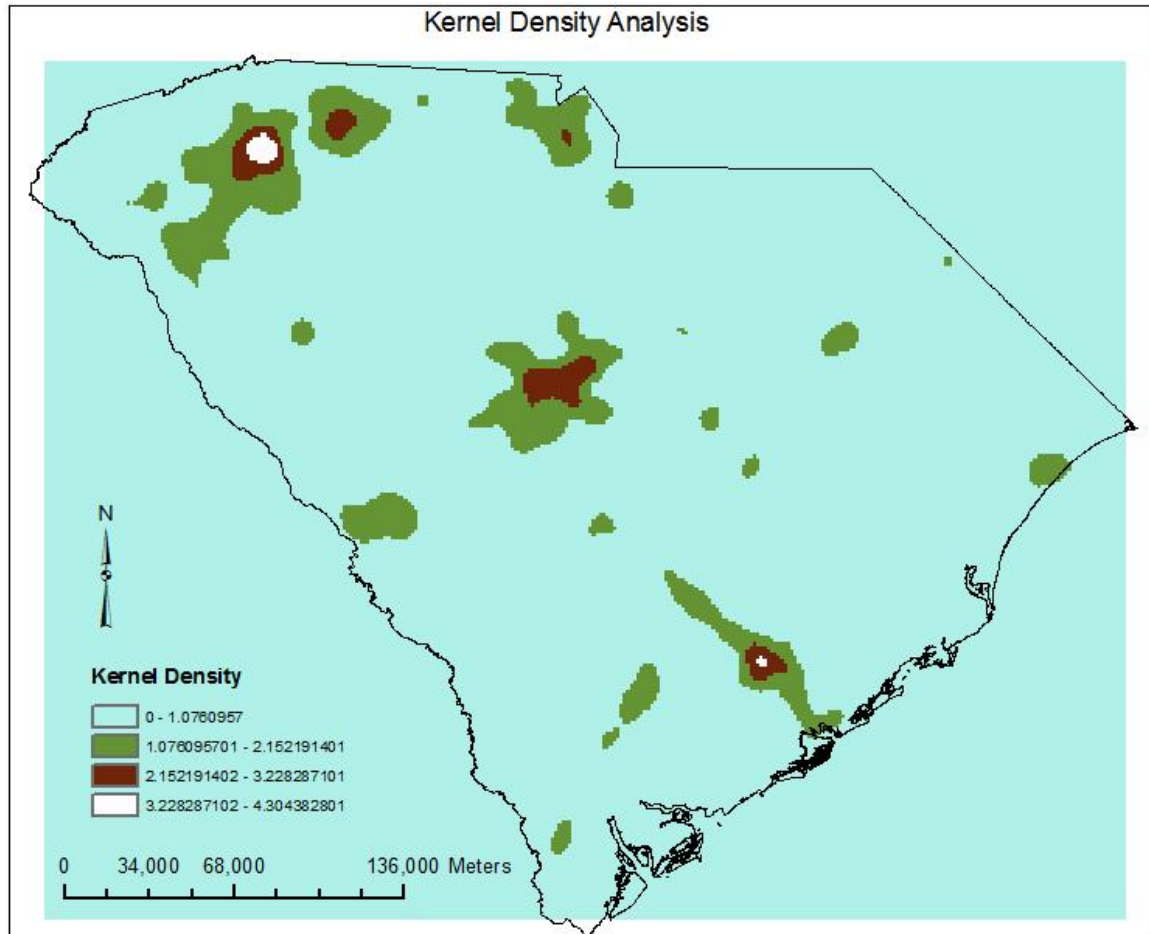 Kernel Density Analysis
N
Kernel Density
0 - 1.0760957
1.076095701 - 2.152191401
2.152191402 - 3.228287101
3.228287102 - 4.304382801
0 34,000 68,000 136,000 Meters